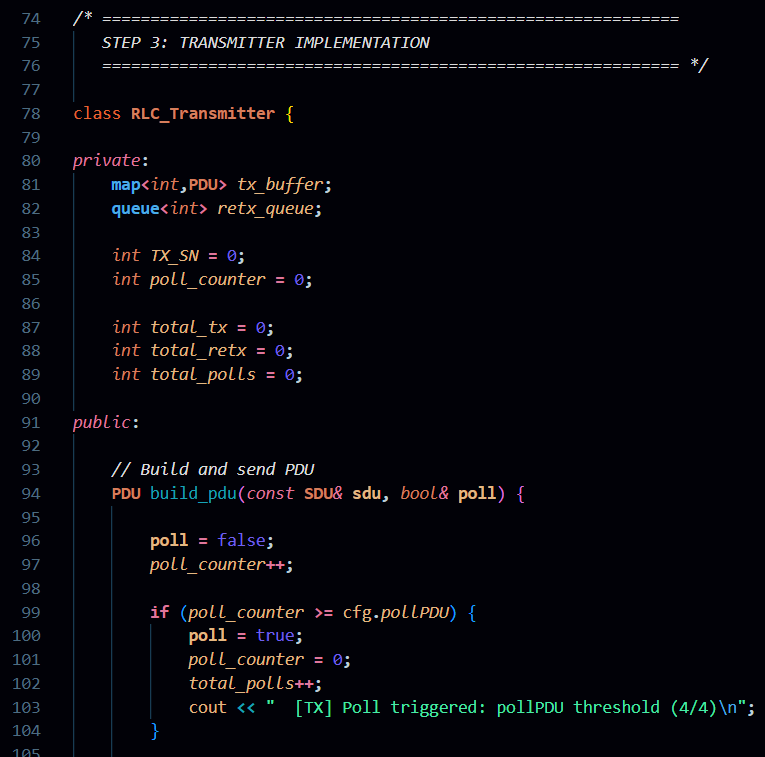 74 /* ============================================================
75 STEP 3: TRANSMITTER IMPLEMENTATION
76 ============================================================ */
77
78 class RLC_Transmitter {
79
80 private:
81 map<int,PDU> tx_buffer;
82 queue<int> retx_queue;
83
84 int TX_SN = 0;
85 int poll_counter = 0;
86
87 int total_tx = 0;
88 int total_retx = 0;
89 int total_polls = 0;
90
91 public:
92
93 // Build and send PDU
94 PDU build_pdu(const SDU& sdu, bool& poll) {
95
96 poll = false;
97 poll_counter++;
98
99 if (poll_counter >= cfg.pollPDU) {
100 poll = true;
101 poll_counter = 0;
102 total_polls++;
103 cout << "  [TX] Poll triggered: pollPDU threshold (4/4)\n";
104 }
105